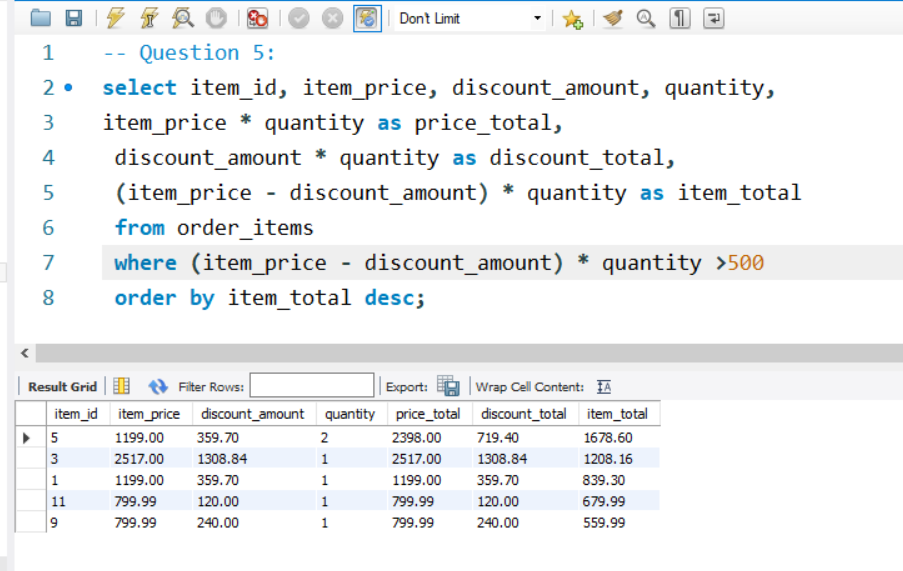 Don't Limit
1 -- Question 5:
2 select item_id, item_price, discount_amount, quantity,
3 item_price * quantity as price_total,
4 discount_amount * quantity as discount_total,
5 (item_price - discount_amount) * quantity as item_total
6 from order_items
7 where (item_price - discount_amount) * quantity >500
8 order by item_total desc;
Result Grid Filter Rows: Export: Wrap Cell Content:
item_id item_price discount_amount quantity price_total discount_total item_total
5 1199.00 359.70 2 2398.00 719.40 1678.60
3 2517.00 1308.84 1 2517.00 1308.84 1208.16
1 1199.00 359.70 1 1199.00 359.70 839.30
11 799.99 120.00 1 799.99 120.00 679.99
9 799.99 240.00 1 799.99 240.00 559.99